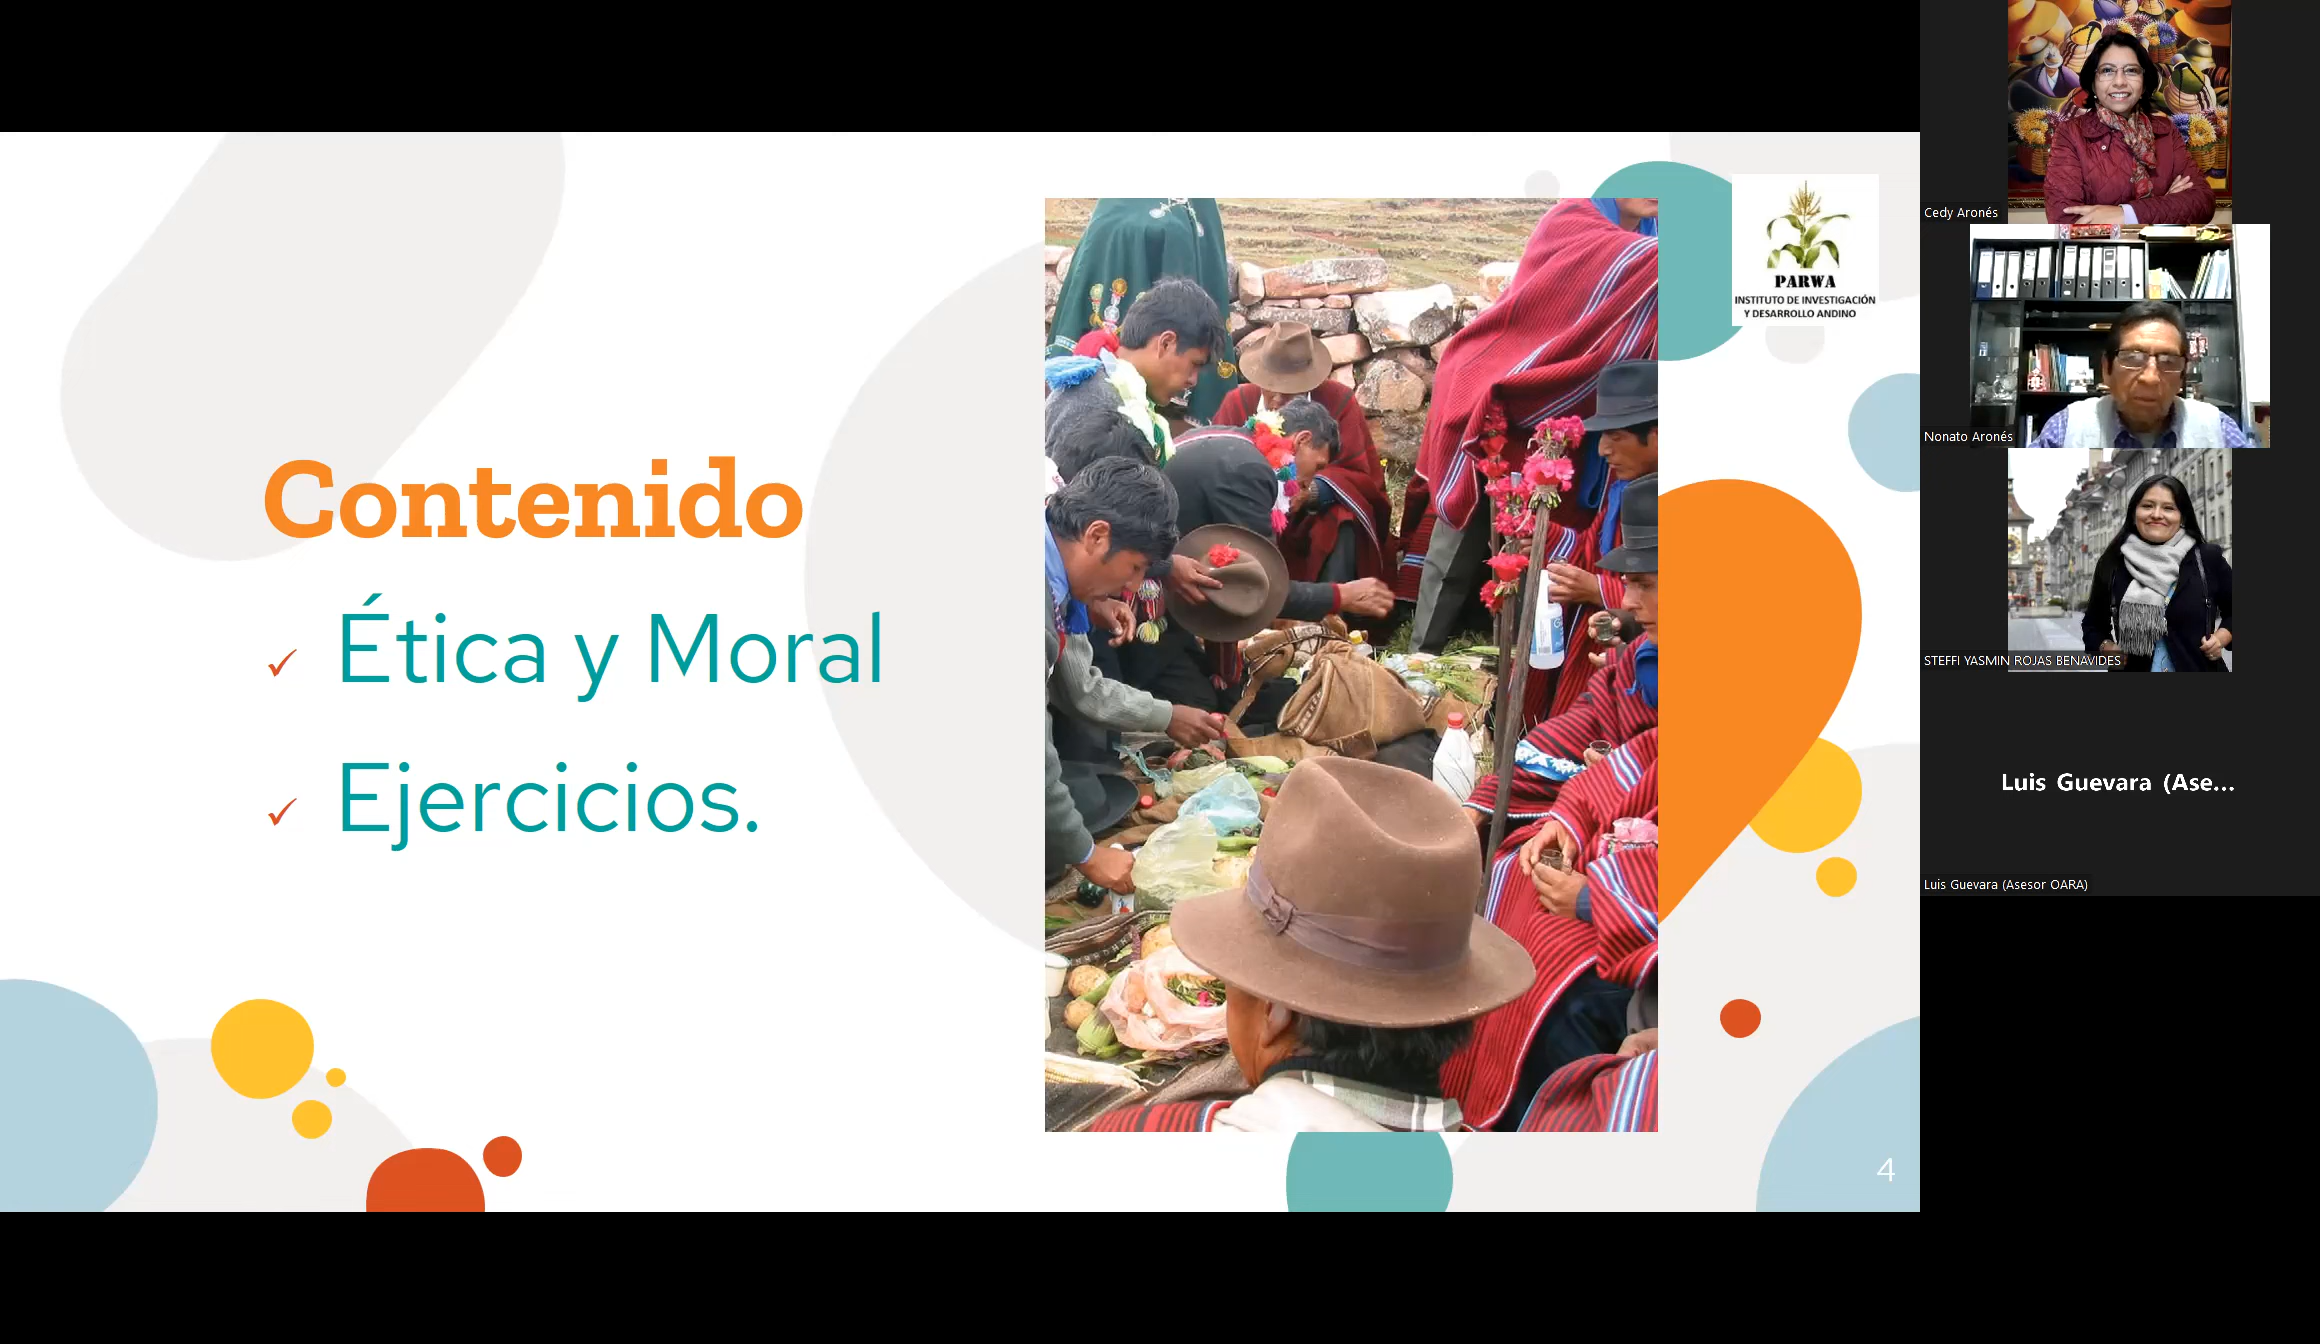 Contenido
✓ Ética y Moral
✓ Ejercicios.
PARWA
INSTITUTO DE INVESTIGACIÓN
Y DESARROLLO ANDINO
4
Cedy Aronés
Nonato Aronés
STEFFI YASMIN ROJAS BENAVIDES
Luis Guevara (Ase...
Luis Guevara (Asesor OARA)